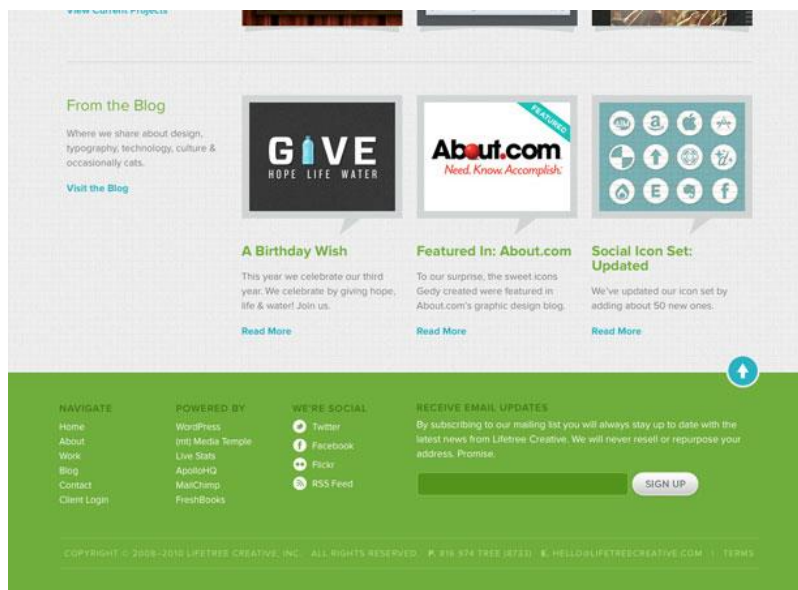 View Current Projects
From the Blog
Where we share about design,
typography, technology, culture &
occasionally cats.
Visit the Blog
GIVE
HOPE LIFE WATER
A Birthday Wish
This year we celebrate our third
year. We celebrate by giving hope,
life & water! Join us.
Read More
FEATURED
About.com
Need. Know. Accomplish.
Featured In: About.com
To our surprise, the sweet icons
Gedy created were featured in
About.com's graphic design blog.
Read More
Social Icon Set:
Updated
We've updated our icon set by
adding about 50 new ones.
Read More
NAVIGATE
Home
About
Work
Blog
Contact
Client Login
POWERED BY
WordPress
(mt) Media Temple
Live Stats
ApolloHQ
MailChimp
FreshBooks
WE'RE SOCIAL
Twitter
Facebook
Flickr
RSS Feed
RECEIVE EMAIL UPDATES
By subscribing to our mailing list you will always stay up to date with the
latest news from Lifetree Creative. We will never resell or repurpose your
address. Promise.
SIGN UP
COPYRIGHT © 2008–2010 LIFETREE CREATIVE, INC. ALL RIGHTS RESERVED. P. 816 974 TREE (8733) E. HELLO@LIFETREECREATIVE.COM | TERMS